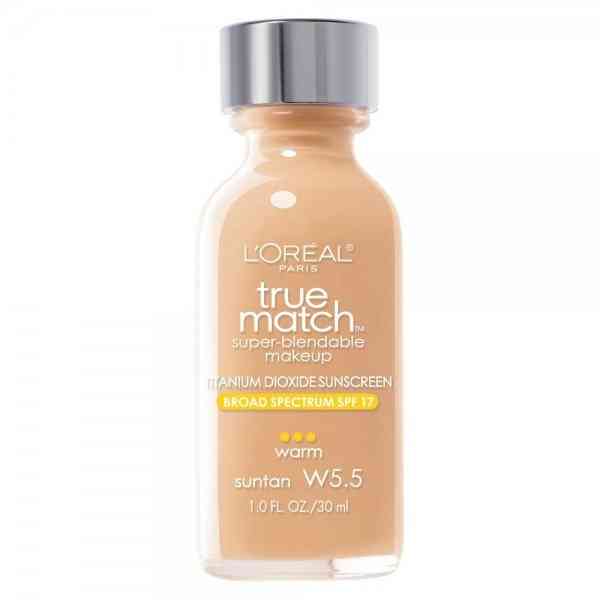 L'ORÉAL®
PARIS
true
match™
super-blendable
makeup
TITANIUM DIOXIDE SUNSCREEN
BROAD SPECTRUM SPF 17
warm
suntan W5.5
1.0 FL. OZ./30 ml